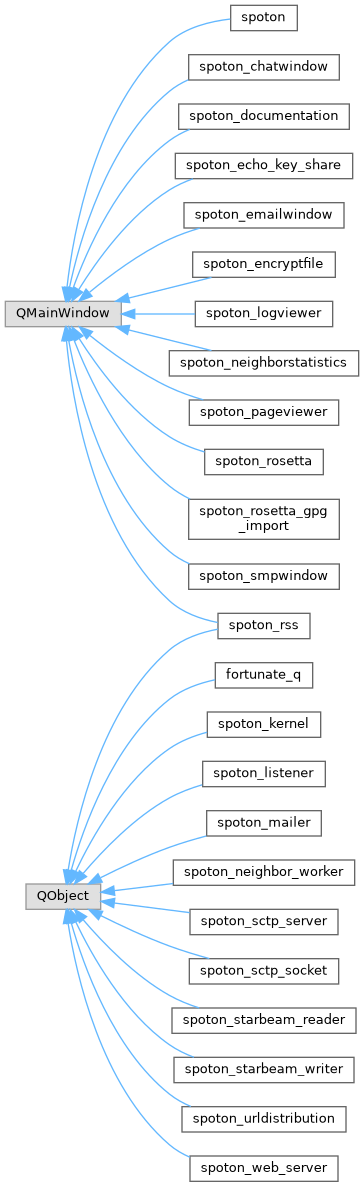 spoton
spoton_chatwindow
spoton_documentation
spoton_echo_key_share
spoton_emailwindow
spoton_encryptfile
QMainWindow
spoton_logviewer
spoton_neighborstatistics
spoton_pageviewer
spoton_rosetta
spoton_rosetta_gpg
_import
spoton_smpwindow
spoton_rss
fortunate_q
spoton_kernel
spoton_listener
spoton_mailer
spoton_neighbor_worker
QObject
spoton_sctp_server
spoton_sctp_socket
spoton_starbeam_reader
spoton_starbeam_writer
spoton_urldistribution
spoton_web_server